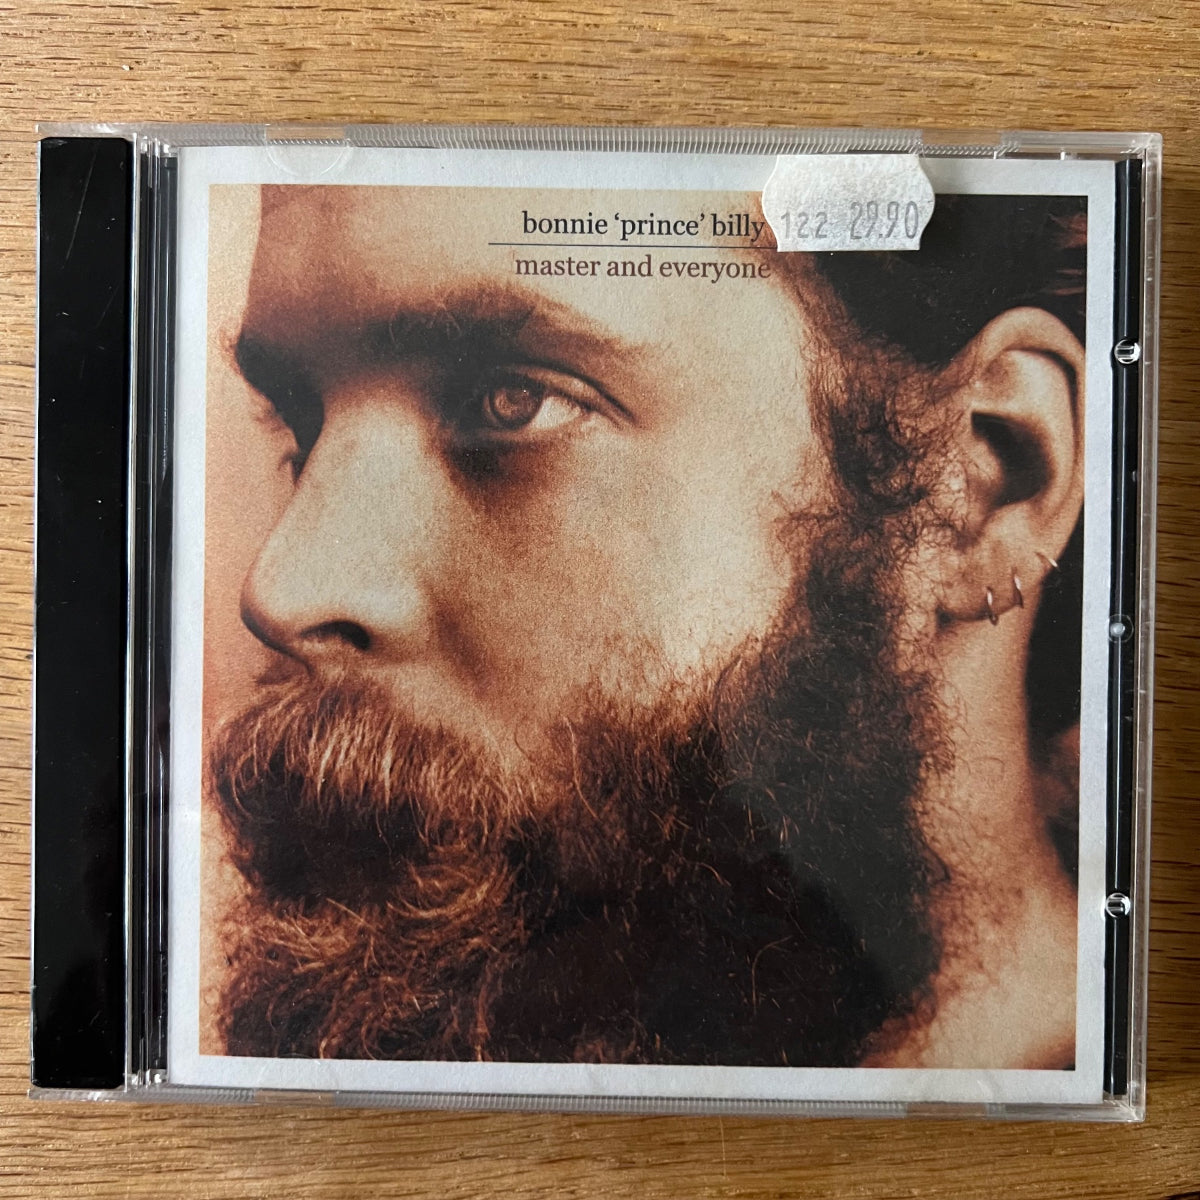 bonnie ‘prince’ billy
122 29.90
master and everyone